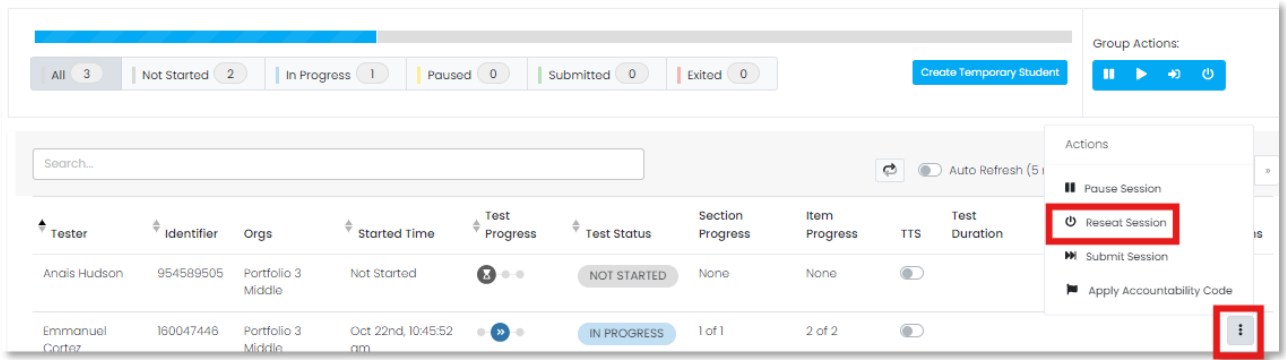 Group Actions:
All 3 Not Started 2 In Progress 1 Paused 0 Submitted 0 Exited 0 Create Temporary Student
Actions
Search... Auto Refresh (5 »
Pause Session
Reseat Session
Submit Session
Apply Accountability Code
Tester Identifier Orgs Started Time Test Progress Test Status Section Progress Item Progress TTS Test Duration
Anais Hudson 954589505 Portfolio 3 Middle Not Started NOT STARTED None None
Emmanuel Cortez 160047446 Portfolio 3 Middle Oct 22nd, 10:45:52 am IN PROGRESS 1 of 1 2 of 2